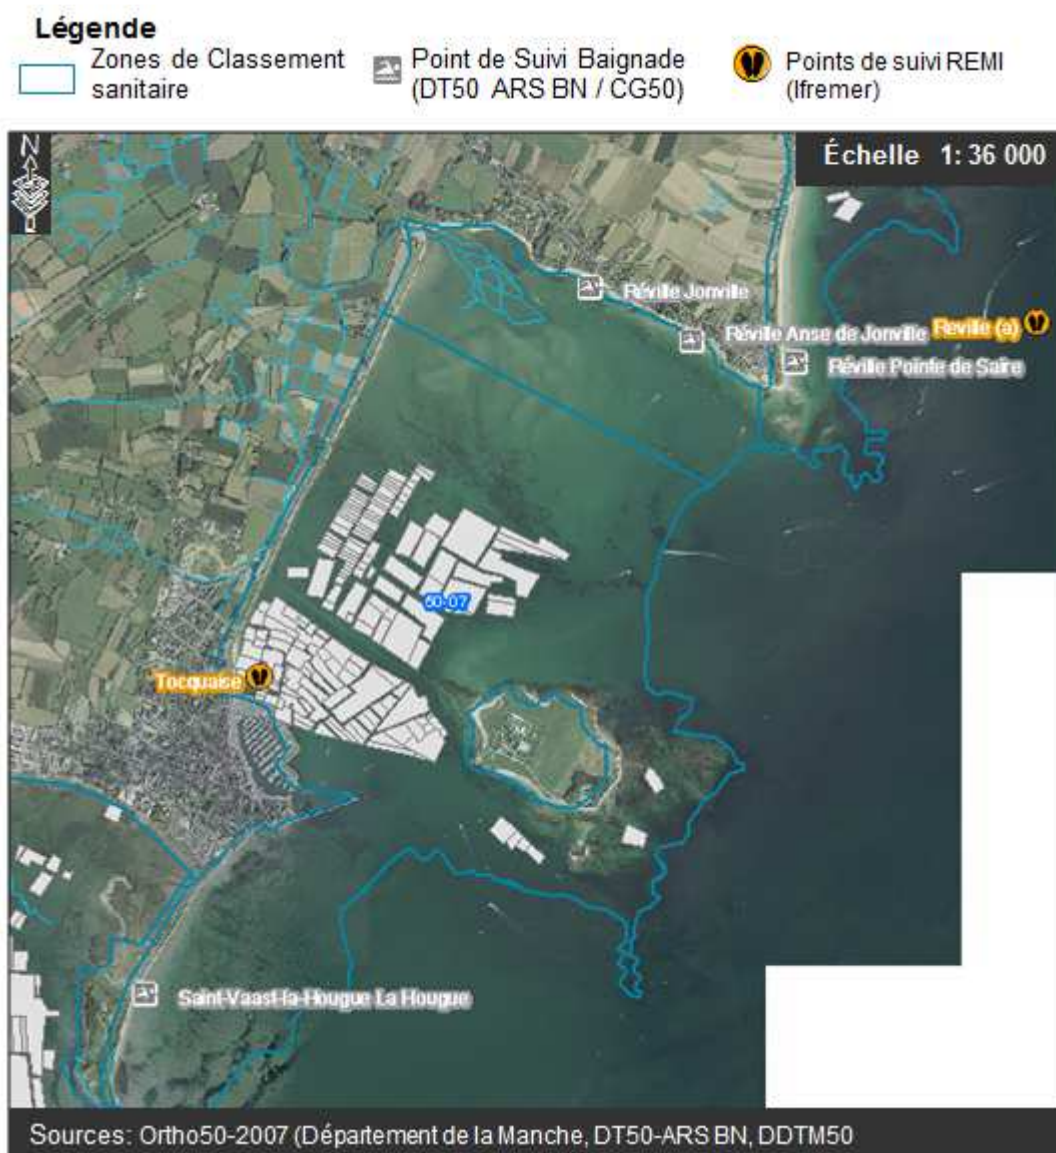 Légende
Zones de Classement
sanitaire
Point de Suivi Baignade
(DT50 ARS BN / CG50)
Points de suivi REMI
(Ifremer)
N
Échelle 1: 36 000
Réville Jonville
Réville Anse de Jonville
Reville (a)
Réville Pointe de Saire
50-07
Tocquaise
Saint-Vaast-la-Hougue La Hougue
Sources: Ortho50-2007 (Département de la Manche, DT50-ARS BN, DDTM50